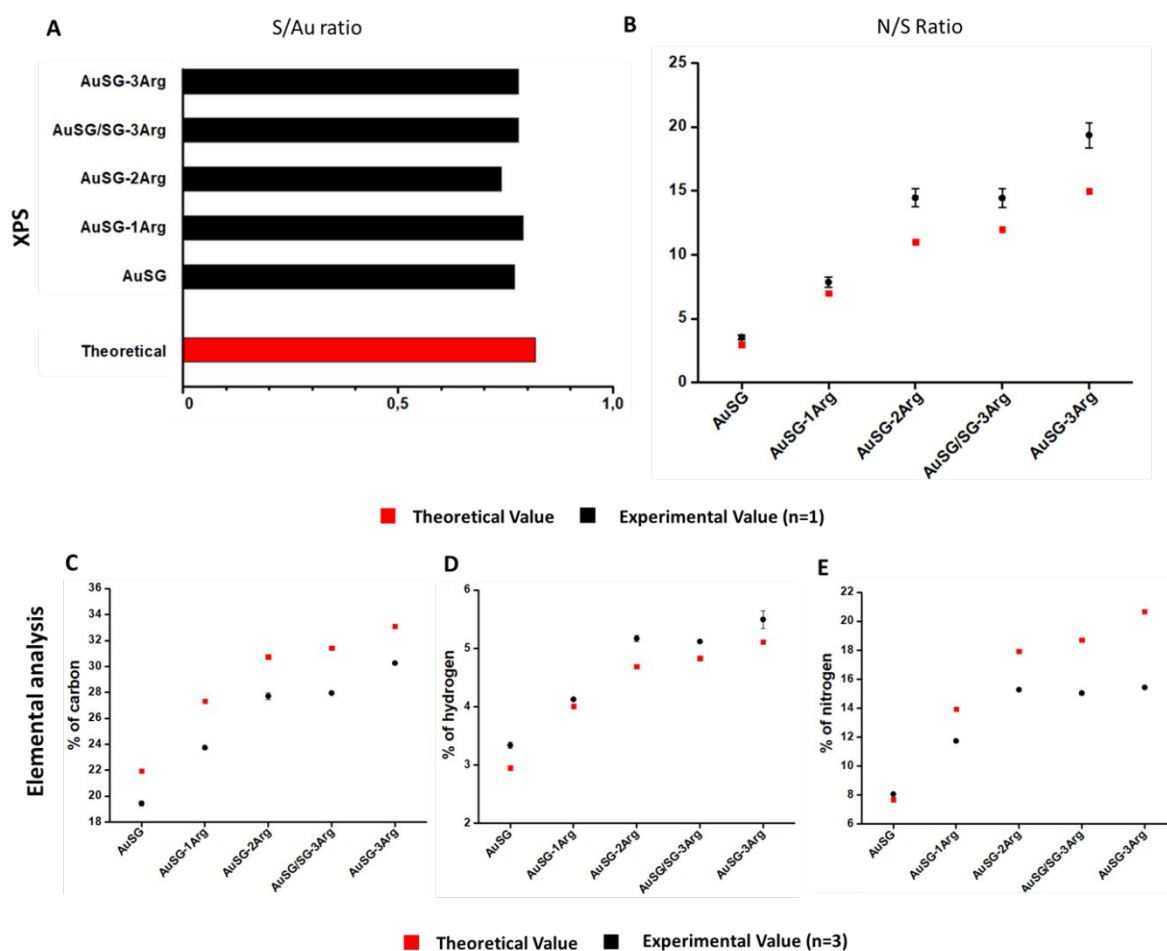 A
S/Au ratio
XPS
AuSG-3Arg
AuSG/SG-3Arg
AuSG-2Arg
AuSG-1Arg
AuSG
Theoretical
0
0,5
1,0
B
N/S Ratio
25
20
15
10
5
0
AuSG
AuSG-1Arg
AuSG-2Arg
AuSG/SG-3Arg
AuSG-3Arg
Theoretical Value
Experimental Value (n=1)
Elemental analysis
C
% of carbon
36
34
32
30
28
26
24
22
20
18
AuSG
AuSG-1Arg
AuSG-2Arg
AuSG/SG-3Arg
AuSG-3Arg
D
% of hydrogen
6
5
4
3
2
AuSG
AuSG-1Arg
AuSG-2Arg
AuSG/SG-3Arg
AuSG-3Arg
E
% of nitrogen
22
20
18
16
14
12
10
8
6
AuSG
AuSG-1Arg
AuSG-2Arg
AuSG/SG-3Arg
AuSG-3Arg
Theoretical Value
Experimental Value (n=3)